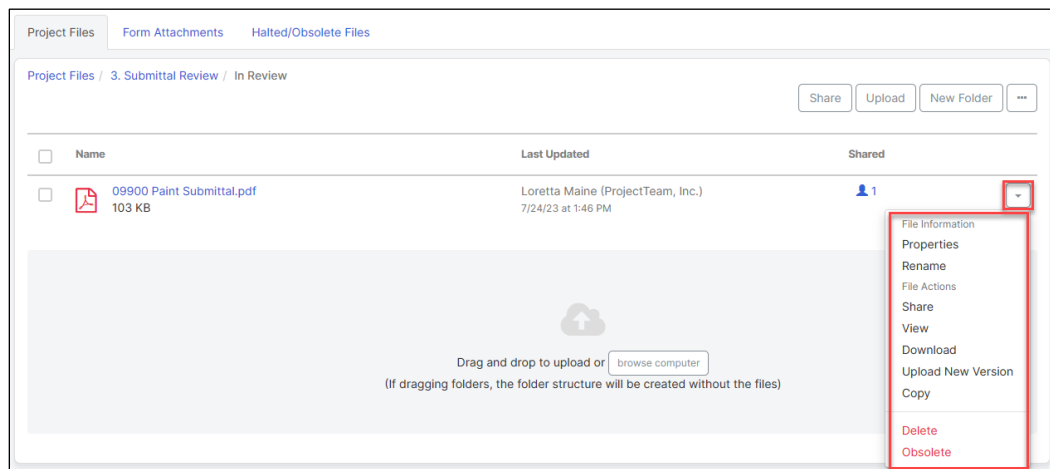 Project Files Form Attachments Halted/Obsolete Files
Project Files / 3. Submittal Review / In Review
Share Upload New Folder ···
Name Last Updated Shared
09900 Paint Submittal.pdf Loretta Maine (ProjectTeam, Inc.) 1
103 KB 7/24/23 at 1:46 PM
File Information
Properties
Rename
File Actions
Share
View
Download
Upload New Version
Copy
Delete
Obsolete
Drag and drop to upload or browse computer
(If dragging folders, the folder structure will be created without the files)